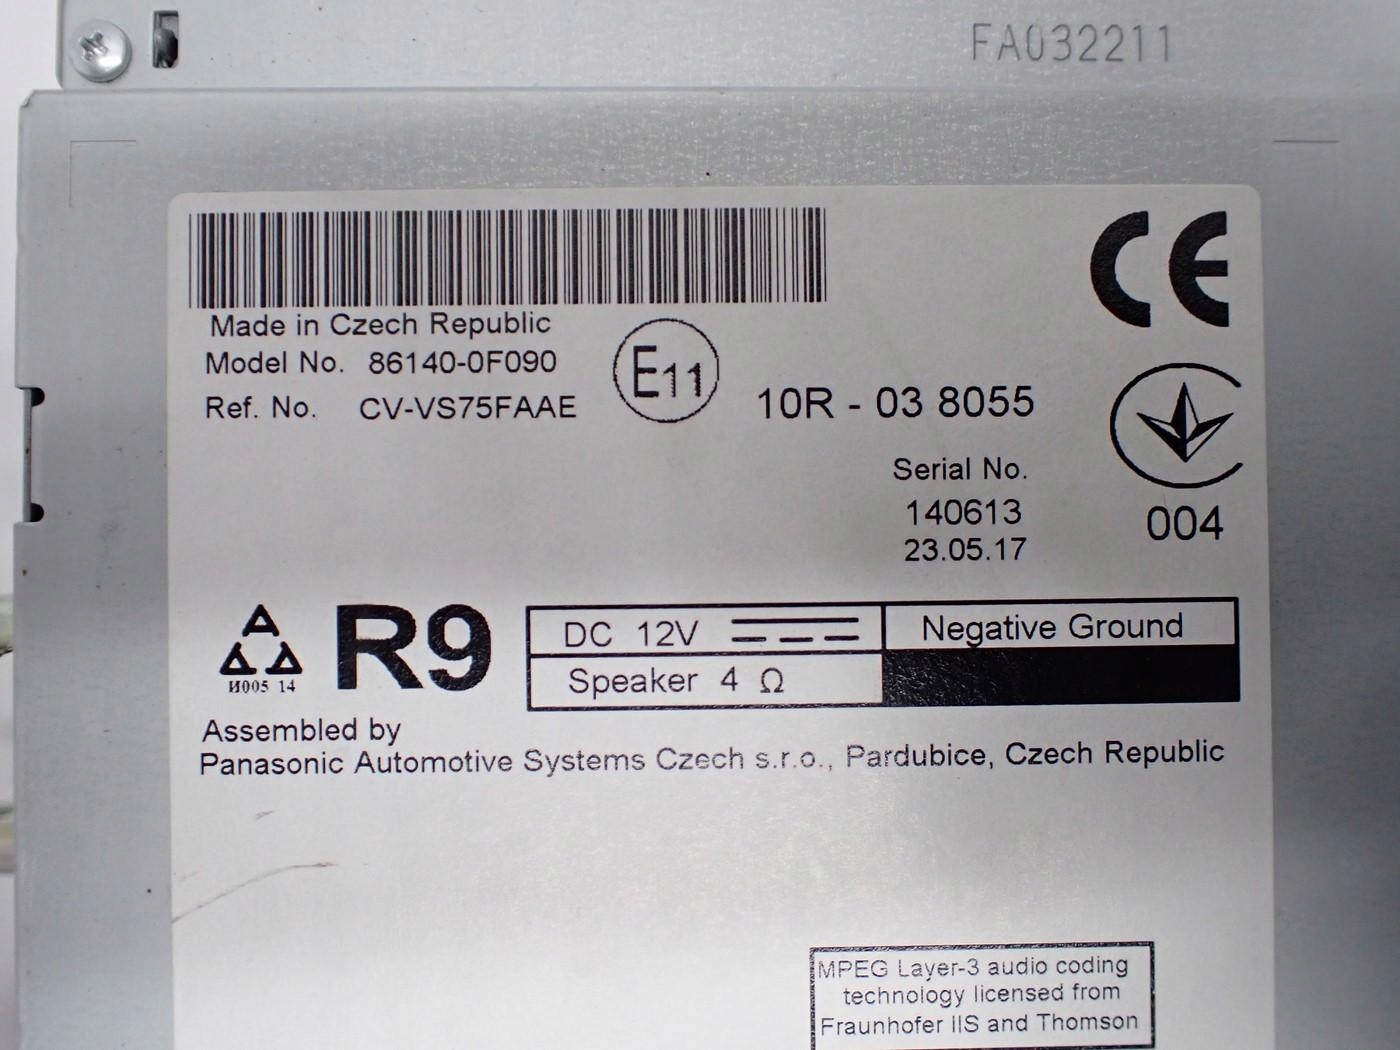 FA032211
CE
Made in Czech Republic
Model No. 86140-0F090
Ref. No. CV-VS75FAAE
E11
10R - 03 8055
Serial No.
140613
23.05.17
004
И005 14
R9
DC 12V
Negative Ground
Speaker 4 Ω
Assembled by
Panasonic Automotive Systems Czech s.r.o., Pardubice, Czech Republic
MPEG Layer-3 audio coding
technology licensed from
Fraunhofer IIS and Thomson